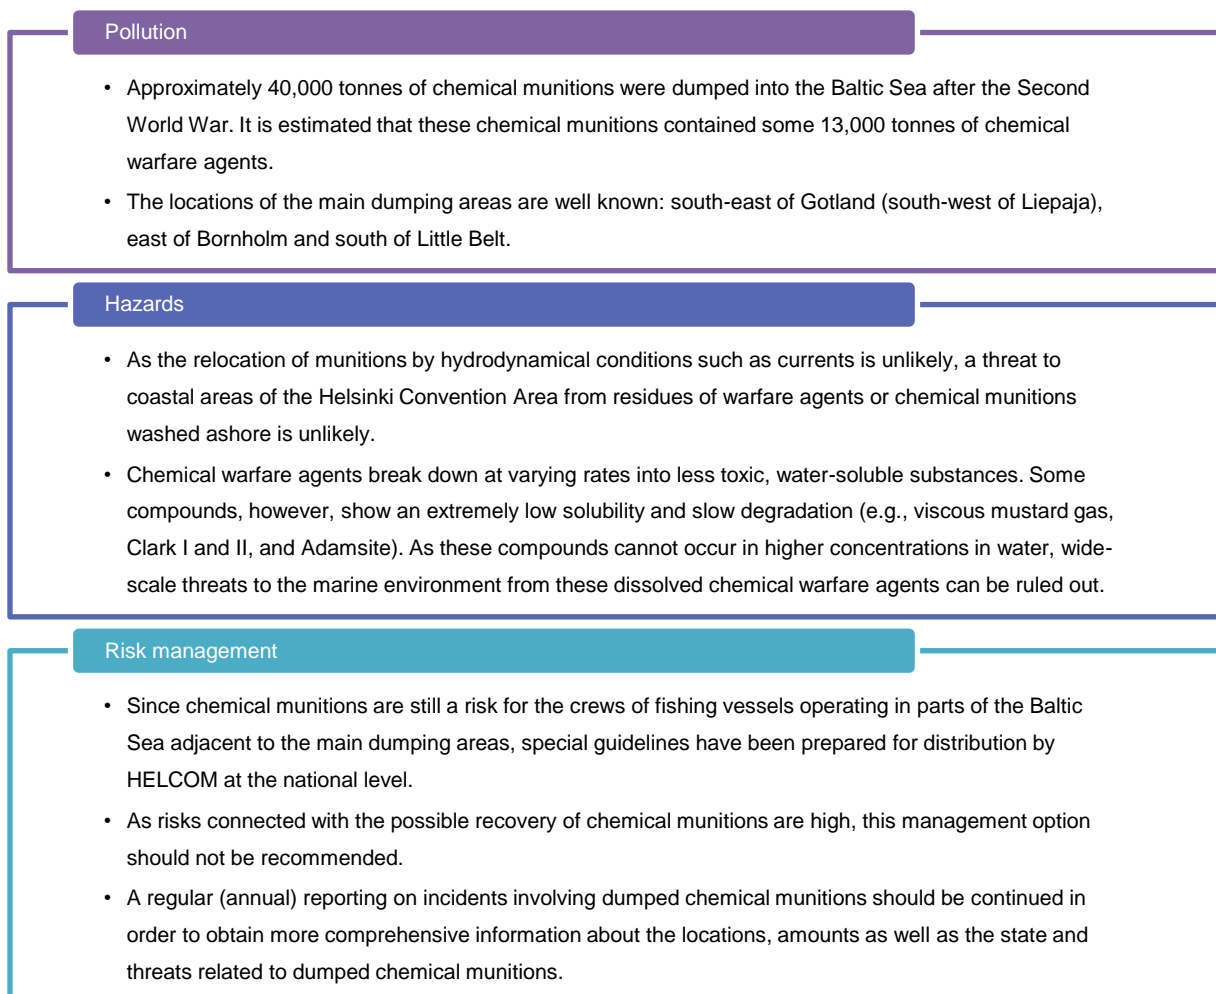 Pollution
• Approximately 40,000 tonnes of chemical munitions were dumped into the Baltic Sea after the Second
World War. It is estimated that these chemical munitions contained some 13,000 tonnes of chemical
warfare agents.
• The locations of the main dumping areas are well known: south-east of Gotland (south-west of Liepaja),
east of Bornholm and south of Little Belt.
Hazards
• As the relocation of munitions by hydrodynamical conditions such as currents is unlikely, a threat to
coastal areas of the Helsinki Convention Area from residues of warfare agents or chemical munitions
washed ashore is unlikely.
• Chemical warfare agents break down at varying rates into less toxic, water-soluble substances. Some
compounds, however, show an extremely low solubility and slow degradation (e.g., viscous mustard gas,
Clark I and II, and Adamsite). As these compounds cannot occur in higher concentrations in water, wide-
scale threats to the marine environment from these dissolved chemical warfare agents can be ruled out.
Risk management
• Since chemical munitions are still a risk for the crews of fishing vessels operating in parts of the Baltic
Sea adjacent to the main dumping areas, special guidelines have been prepared for distribution by
HELCOM at the national level.
• As risks connected with the possible recovery of chemical munitions are high, this management option
should not be recommended.
• A regular (annual) reporting on incidents involving dumped chemical munitions should be continued in
order to obtain more comprehensive information about the locations, amounts as well as the state and
threats related to dumped chemical munitions.